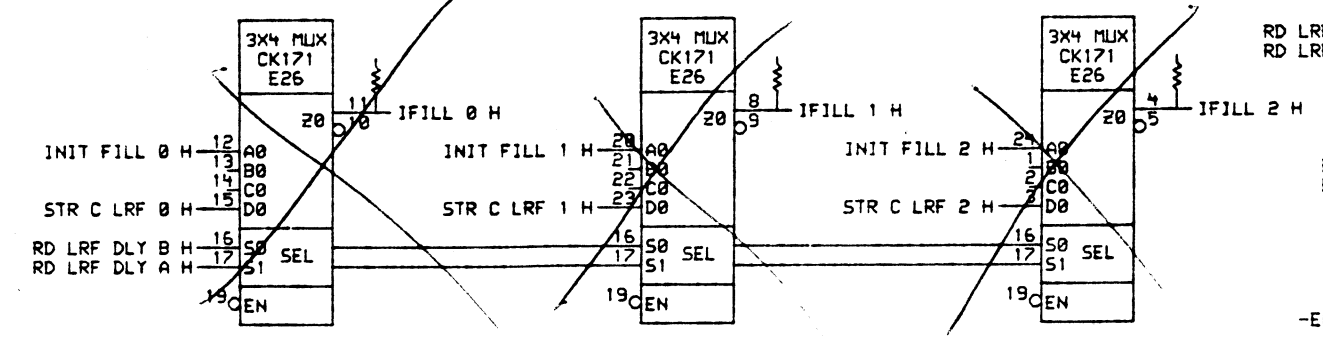 3X4 MUX
CK171
E26
11
Z0
10
IFILL 0 H
INIT FILL 0 H
12
A0
13
B0
14
C0
STR C LRF 0 H
15
D0
RD LRF DLY B H
16
S0
SEL
RD LRF DLY A H
17
S1
19
EN
3X4 MUX
CK171
E26
8
Z0
9
IFILL 1 H
INIT FILL 1 H
20
A0
21
B0
22
C0
STR C LRF 1 H
23
D0
16
S0
SEL
17
S1
19
EN
3X4 MUX
CK171
E26
4
Z0
5
IFILL 2 H
INIT FILL 2 H
24
A0
1
B0
2
C0
STR C LRF 2 H
3
D0
16
S0
SEL
17
S1
19
EN
RD LRF
RD LRF
-E